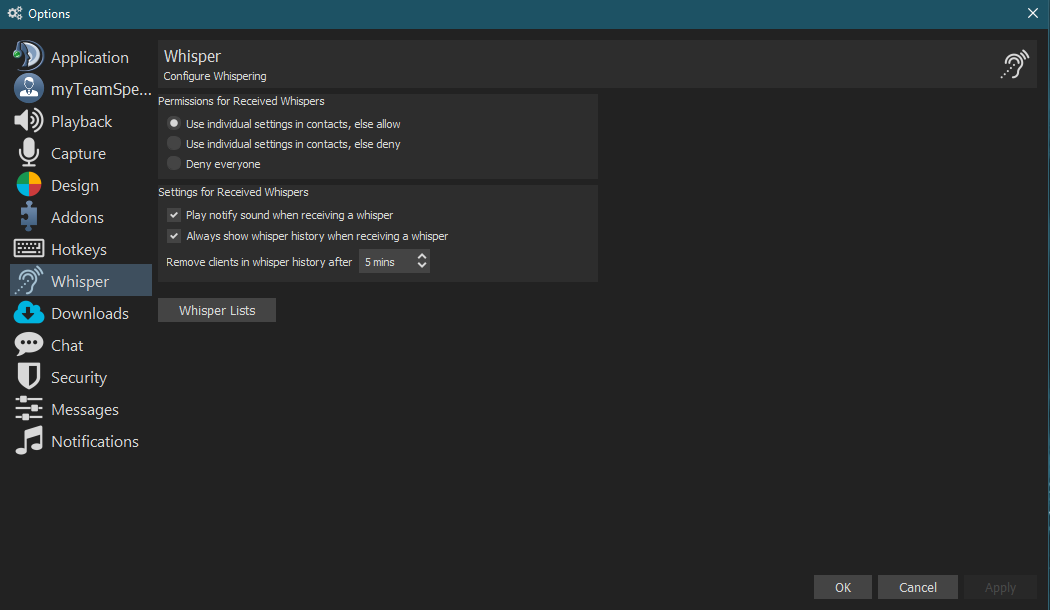 Options
Application
myTeamSpe...
Playback
Capture
Design
Addons
Hotkeys
Whisper
Downloads
Chat
Security
Messages
Notifications
Whisper
Configure Whispering
Permissions for Received Whispers
Use individual settings in contacts, else allow
Use individual settings in contacts, else deny
Deny everyone
Settings for Received Whispers
Play notify sound when receiving a whisper
Always show whisper history when receiving a whisper
Remove clients in whisper history after 5 mins
Whisper Lists
OK Cancel Apply